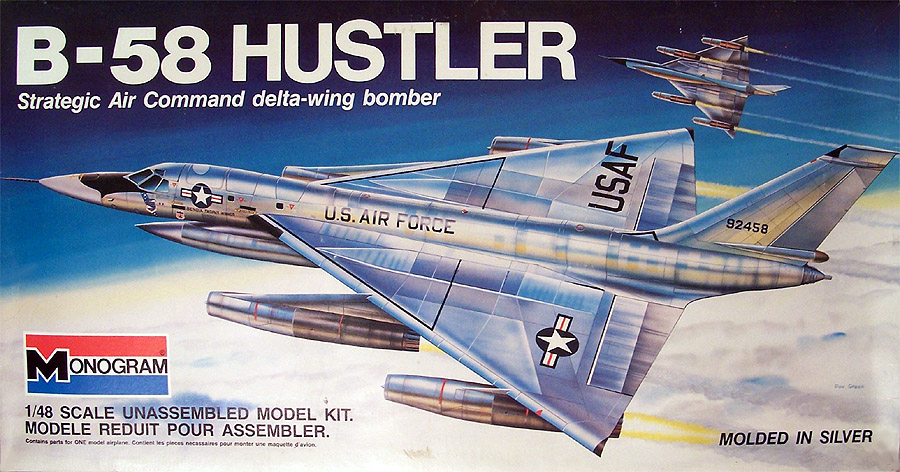 B-58 HUSTLER
Strategic Air Command delta-wing bomber
USAF
U.S. AIR FORCE
92458
MONOGRAM
1/48 SCALE UNASSEMBLED MODEL KIT.
MODELE REDUIT POUR ASSEMBLER.
Contains parts for ONE model airplane. Contient les pieces necessaires pour monter une maquette d'avion.
MOLDED IN SILVER